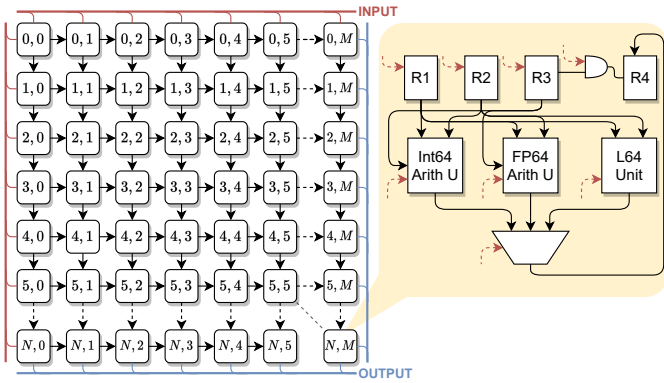 INPUT
0, 0 0, 1 0, 2 0, 3 0, 4 0, 5 0, M
1, 0 1, 1 1, 2 1, 3 1, 4 1, 5 1, M
2, 0 2, 1 2, 2 2, 3 2, 4 2, 5 2, M
3, 0 3, 1 3, 2 3, 3 3, 4 3, 5 3, M
4, 0 4, 1 4, 2 4, 3 4, 4 4, 5 4, M
5, 0 5, 1 5, 2 5, 3 5, 4 5, 5 5, M
N, 0 N, 1 N, 2 N, 3 N, 4 N, 5 N, M
OUTPUT
R1 R2 R3 R4
Int64
Arith U
FP64
Arith U
L64
Unit